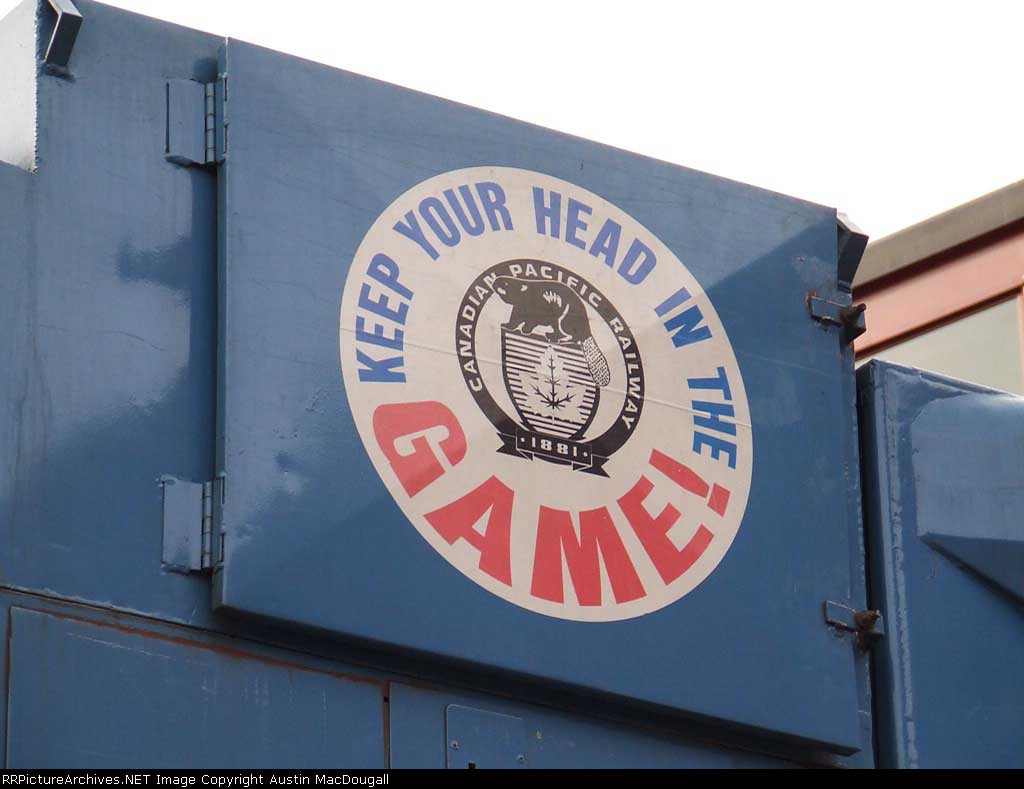 KEEP YOUR HEAD IN THE
GAME!
CANADIAN PACIFIC RAILWAY
·1881·
RRPictureArchives.NET Image Copyright Austin MacDougall